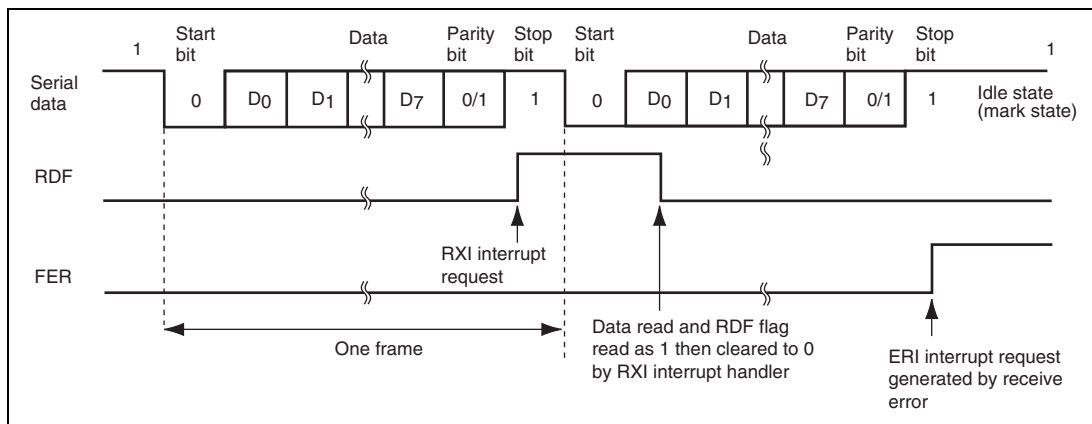 1 Start bit Data Parity bit Stop bit Start bit Data Parity bit Stop bit 1
Serial data 0 D0 D1 D7 0/1 1 0 D0 D1 D7 0/1 1 Idle state (mark state)
RDF
RXI interrupt request
FER
One frame
Data read and RDF flag
read as 1 then cleared to 0
by RXI interrupt handler
ERI interrupt request
generated by receive
error